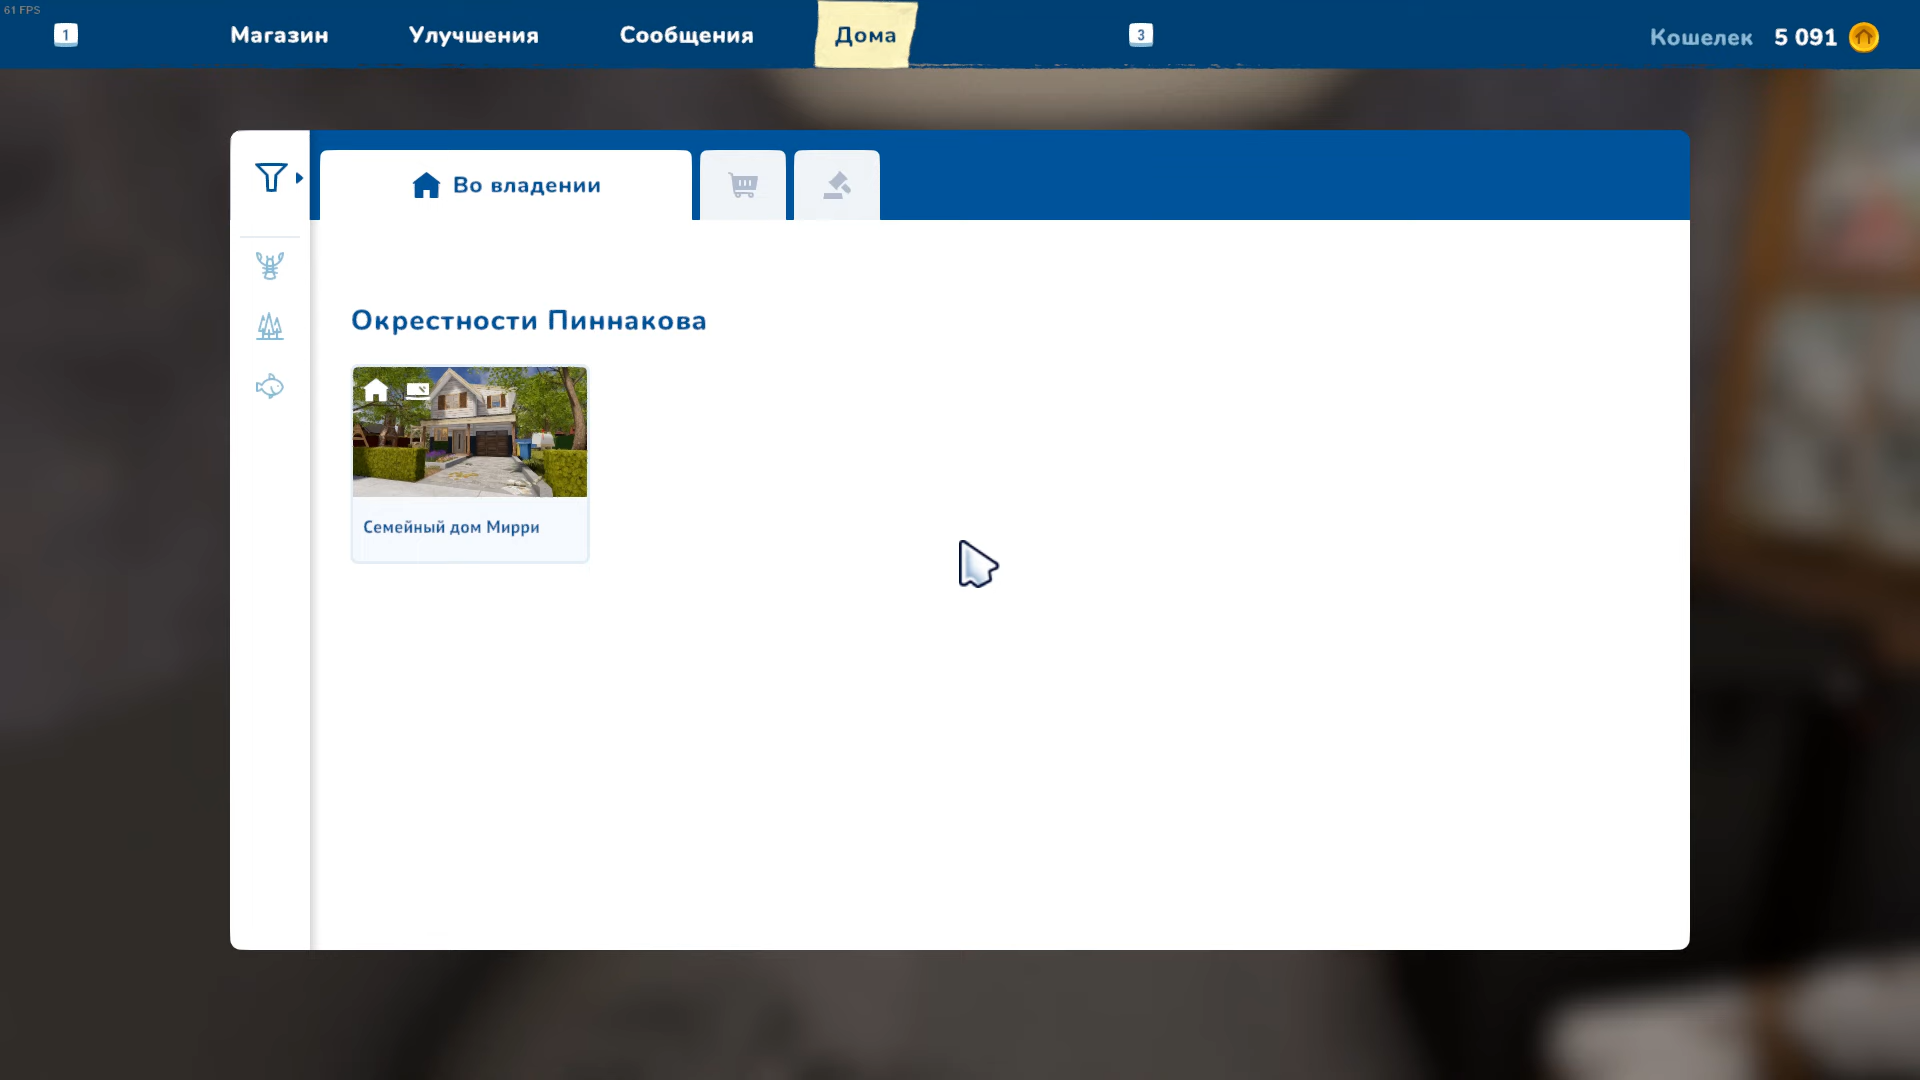 61 FPS
1 Магазин Улучшения Сообщения Дома 3 Кошелек 5 091
Во владении
Окрестности Пиннакова
Семейный дом Мирри